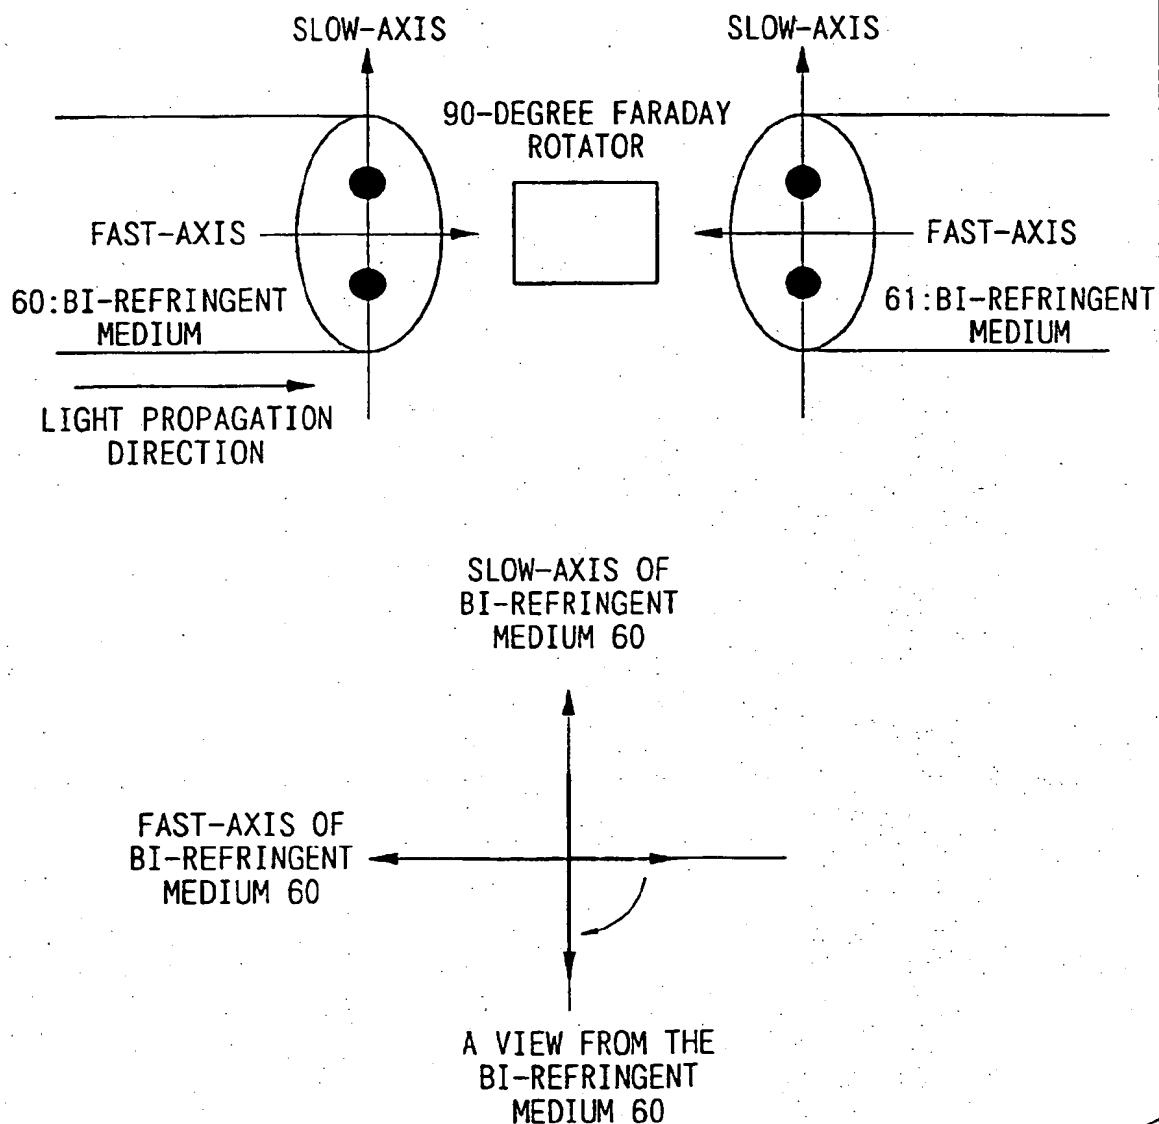 SLOW-AXIS
SLOW-AXIS
90-DEGREE FARADAY
ROTATOR
FAST-AXIS
FAST-AXIS
60:BI-REFRINGENT
MEDIUM
61:BI-REFRINGENT
MEDIUM
LIGHT PROPAGATION
DIRECTION
SLOW-AXIS OF
BI-REFRINGENT
MEDIUM 60
FAST-AXIS OF
BI-REFRINGENT
MEDIUM 60
A VIEW FROM THE
BI-REFRINGENT
MEDIUM 60